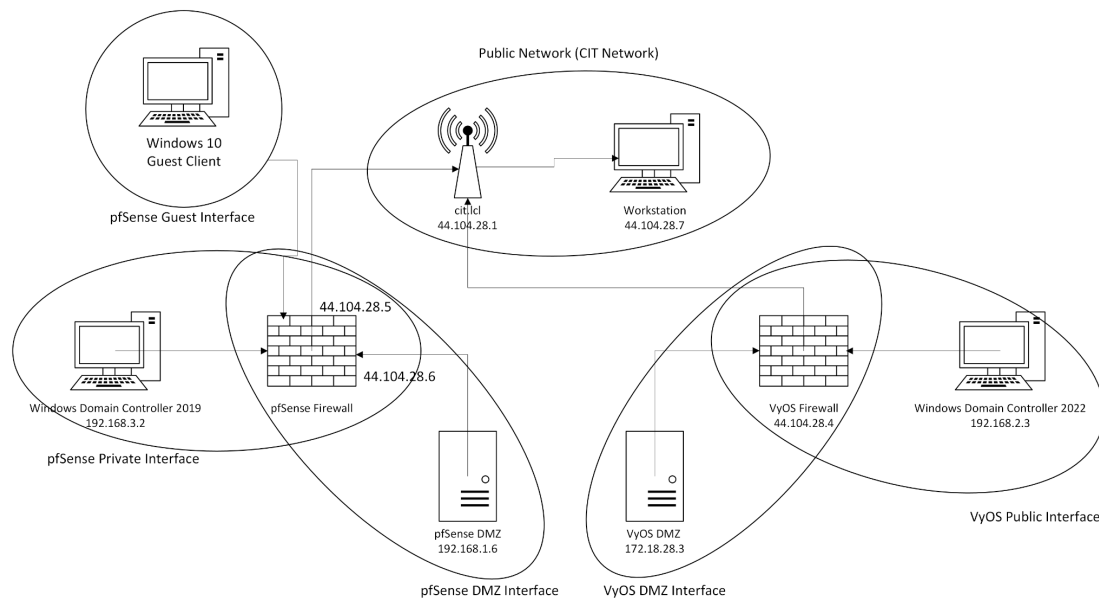 Public Network (CIT Network)
Windows 10
Guest Client
pfSense Guest Interface
cit.lcl
44.104.28.1
Workstation
44.104.28.7
44.104.28.5
44.104.28.6
Windows Domain Controller 2019
192.168.3.2
pfSense Firewall
pfSense Private Interface
VyOS Firewall
44.104.28.4
Windows Domain Controller 2022
192.168.2.3
VyOS Public Interface
pfSense DMZ
192.168.1.6
VyOS DMZ
172.18.28.3
pfSense DMZ Interface
VyOS DMZ Interface